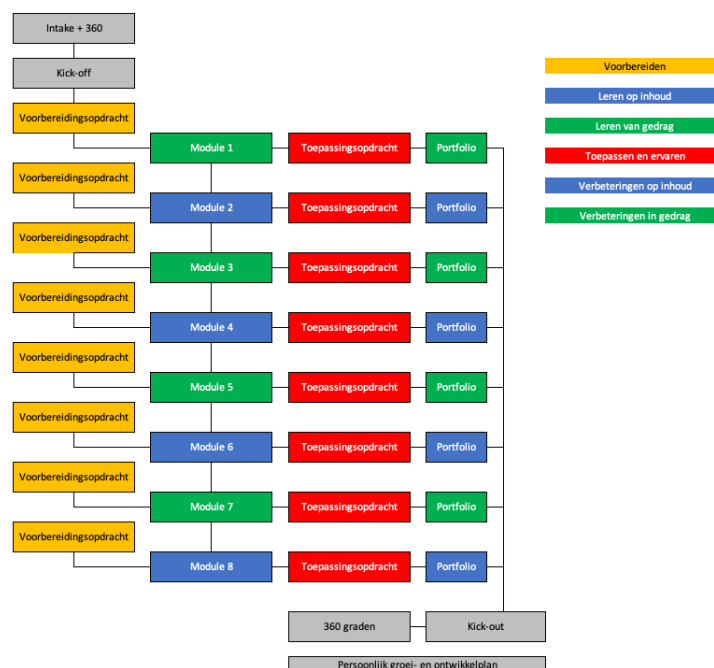 Intake + 360
Kick-off
Voorbereidingsopdracht
Module 1
Toepassingsopdracht
Portfolio
Voorbereidingsopdracht
Module 2
Toepassingsopdracht
Portfolio
Voorbereidingsopdracht
Module 3
Toepassingsopdracht
Portfolio
Voorbereidingsopdracht
Module 4
Toepassingsopdracht
Portfolio
Voorbereidingsopdracht
Module 5
Toepassingsopdracht
Portfolio
Voorbereidingsopdracht
Module 6
Toepassingsopdracht
Portfolio
Voorbereidingsopdracht
Module 7
Toepassingsopdracht
Portfolio
Voorbereidingsopdracht
Module 8
Toepassingsopdracht
Portfolio
360 graden
Kick-out
Persoonlijk groei- en ontwikkelplan
Voorbereiden
Leren op inhoud
Leren van gedrag
Toepassen en ervaren
Verbeteringen op inhoud
Verbeteringen in gedrag